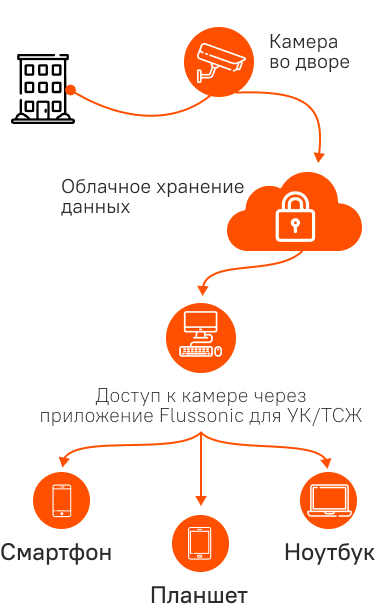 Камера
во дворе
Облачное хранение
данных
Доступ к камере через
приложение Flussonic для УК/ТСЖ
Смартфон
Ноутбук
Планшет